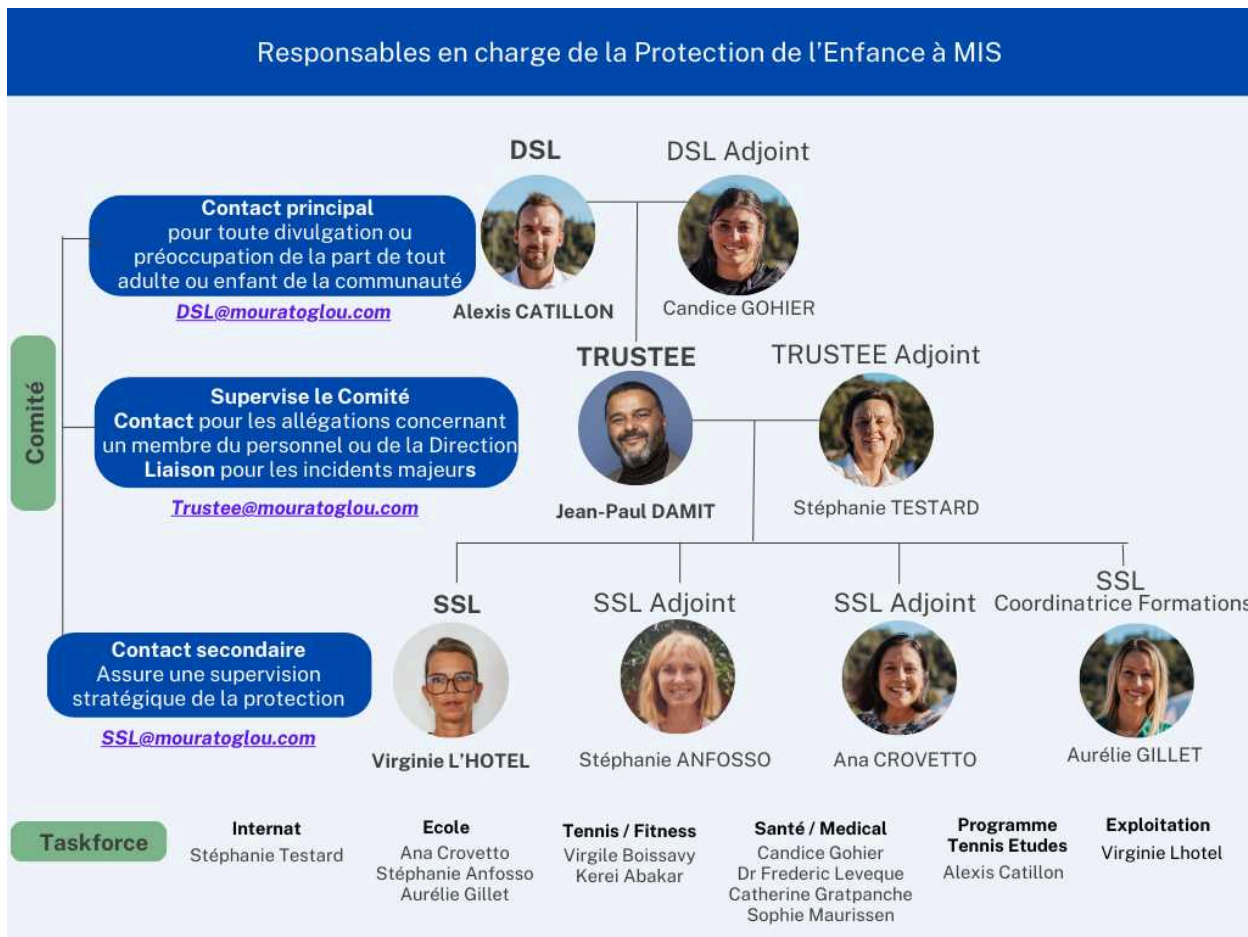 Responsables en charge de la Protection de l'Enfance à MIS
DSL
DSL Adjoint
Contact principal
pour toute divulgation ou
préoccupation de la part de tout
adulte ou enfant de la communauté
DSL@mouratoglou.com
Alexis CATILLON
Candice GOHIER
Comité
TRUSTEE
TRUSTEE Adjoint
Supervise le Comité
Contact pour les allégations concernant
un membre du personnel ou de la Direction
Liaison pour les incidents majeurs
Trustee@mouratoglou.com
Jean-Paul DAMIT
Stéphanie TESTARD
SSL
SSL Adjoint
SSL Adjoint
SSL
Coordinatrice Formations
Contact secondaire
Assure une supervision
stratégique de la protection
SSL@mouratoglou.com
Virginie L'HOTEL
Stéphanie ANFOSSO
Ana CROVETTO
Aurélie GILLET
Taskforce
Internat
Stéphanie Testard
Ecole
Ana Crovetto
Stéphanie Anfosso
Aurélie Gillet
Tennis / Fitness
Virgile Boissavy
Kerei Abakar
Santé / Medical
Candice Gohier
Dr Frederic Leveque
Catherine Gratpanche
Sophie Maurissen
Programme
Tennis Etudes
Alexis Catillon
Exploitation
Virginie Lhotel